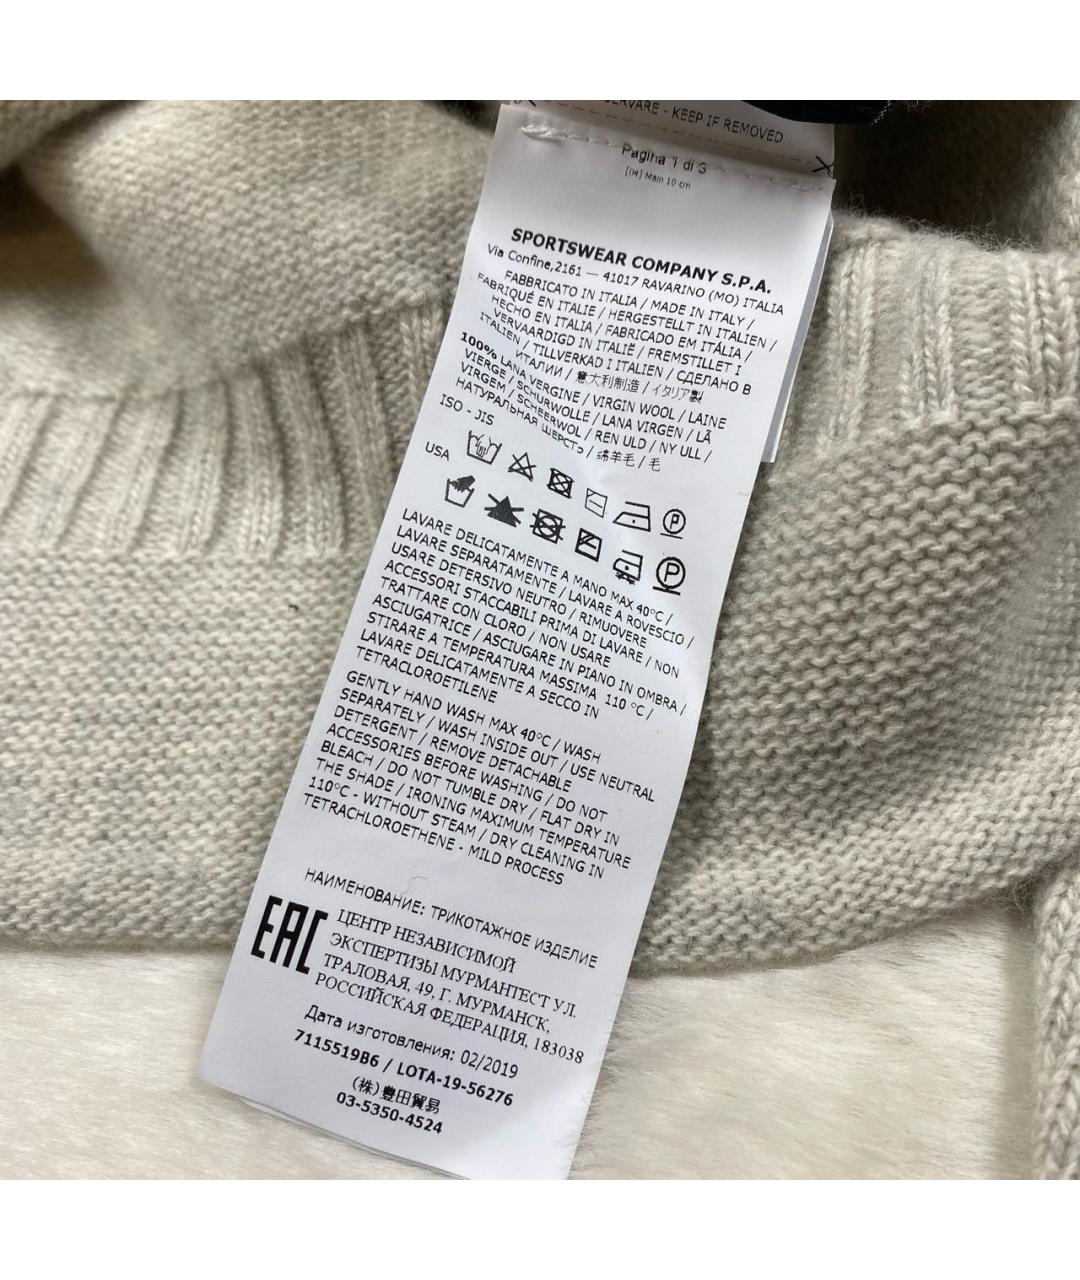 SERVARE - KEEP IF REMOVED
Pagina 1 di 3
[04] Main 10 cm
SPORTSWEAR COMPANY S.P.A.
Via Confine,2161 — 41017 RAVARINO (MO) ITALIA
FABBRICATO IN ITALIA / MADE IN ITALY /
FABRIQUÉ EN ITALIE / HERGESTELLT IN ITALIEN /
HECHO EN ITALIA / FABRICADO EM ITÁLIA /
VERVAARDIGD IN ITALIË / FREMSTILLET I
ITALIEN / TILLVERKAD I ITALIEN / СДЕЛАНО В
ИТАЛИИ / 意大利制造 / イタリア製
100% LANA VERGINE / VIRGIN WOOL / LAINE
VIERGE / SCHURWOLLE / LANA VIRGEN / LÃ
VIRGEM / SCHEERWOL / REN ULD / NY ULL /
НАТУРАЛЬНАЯ ШЕРСТЬ / 绵羊毛 / 毛
ISO - JIS
P
USA
P
LAVARE DELICATAMENTE A MANO MAX 40°C /
LAVARE SEPARATAMENTE / LAVARE A ROVESCIO /
USARE DETERSIVO NEUTRO / RIMUOVERE
ACCESSORI STACCABILI PRIMA DI LAVARE / NON
TRATTARE CON CLORO / NON USARE
ASCIUGATRICE / ASCIUGARE IN PIANO IN OMBRA /
STIRARE A TEMPERATURA MASSIMA 110 °C /
LAVARE DELICATAMENTE A SECCO IN
TETRACLOROETILENE
GENTLY HAND WASH MAX 40°C / WASH
SEPARATELY / WASH INSIDE OUT / USE NEUTRAL
DETERGENT / REMOVE DETACHABLE
ACCESSORIES BEFORE WASHING / DO NOT
BLEACH / DO NOT TUMBLE DRY / FLAT DRY IN
THE SHADE / IRONING MAXIMUM TEMPERATURE
110°C - WITHOUT STEAM / DRY CLEANING IN
TETRACHLOROETHENE - MILD PROCESS
НАИМЕНОВАНИЕ: ТРИКОТАЖНОЕ ИЗДЕЛИЕ
EAC
ЦЕНТР НЕЗАВИСИМОЙ
ЭКСПЕРТИЗЫ МУРМАНТЕСТ УЛ.
ТРАЛОВАЯ, 49, Г. МУРМАНСК,
РОССИЙСКАЯ ФЕДЕРАЦИЯ, 183038
Дата изготовления: 02/2019
7115519B6 / LOTA-19-56276
(株)豊田貿易
03-5350-4524